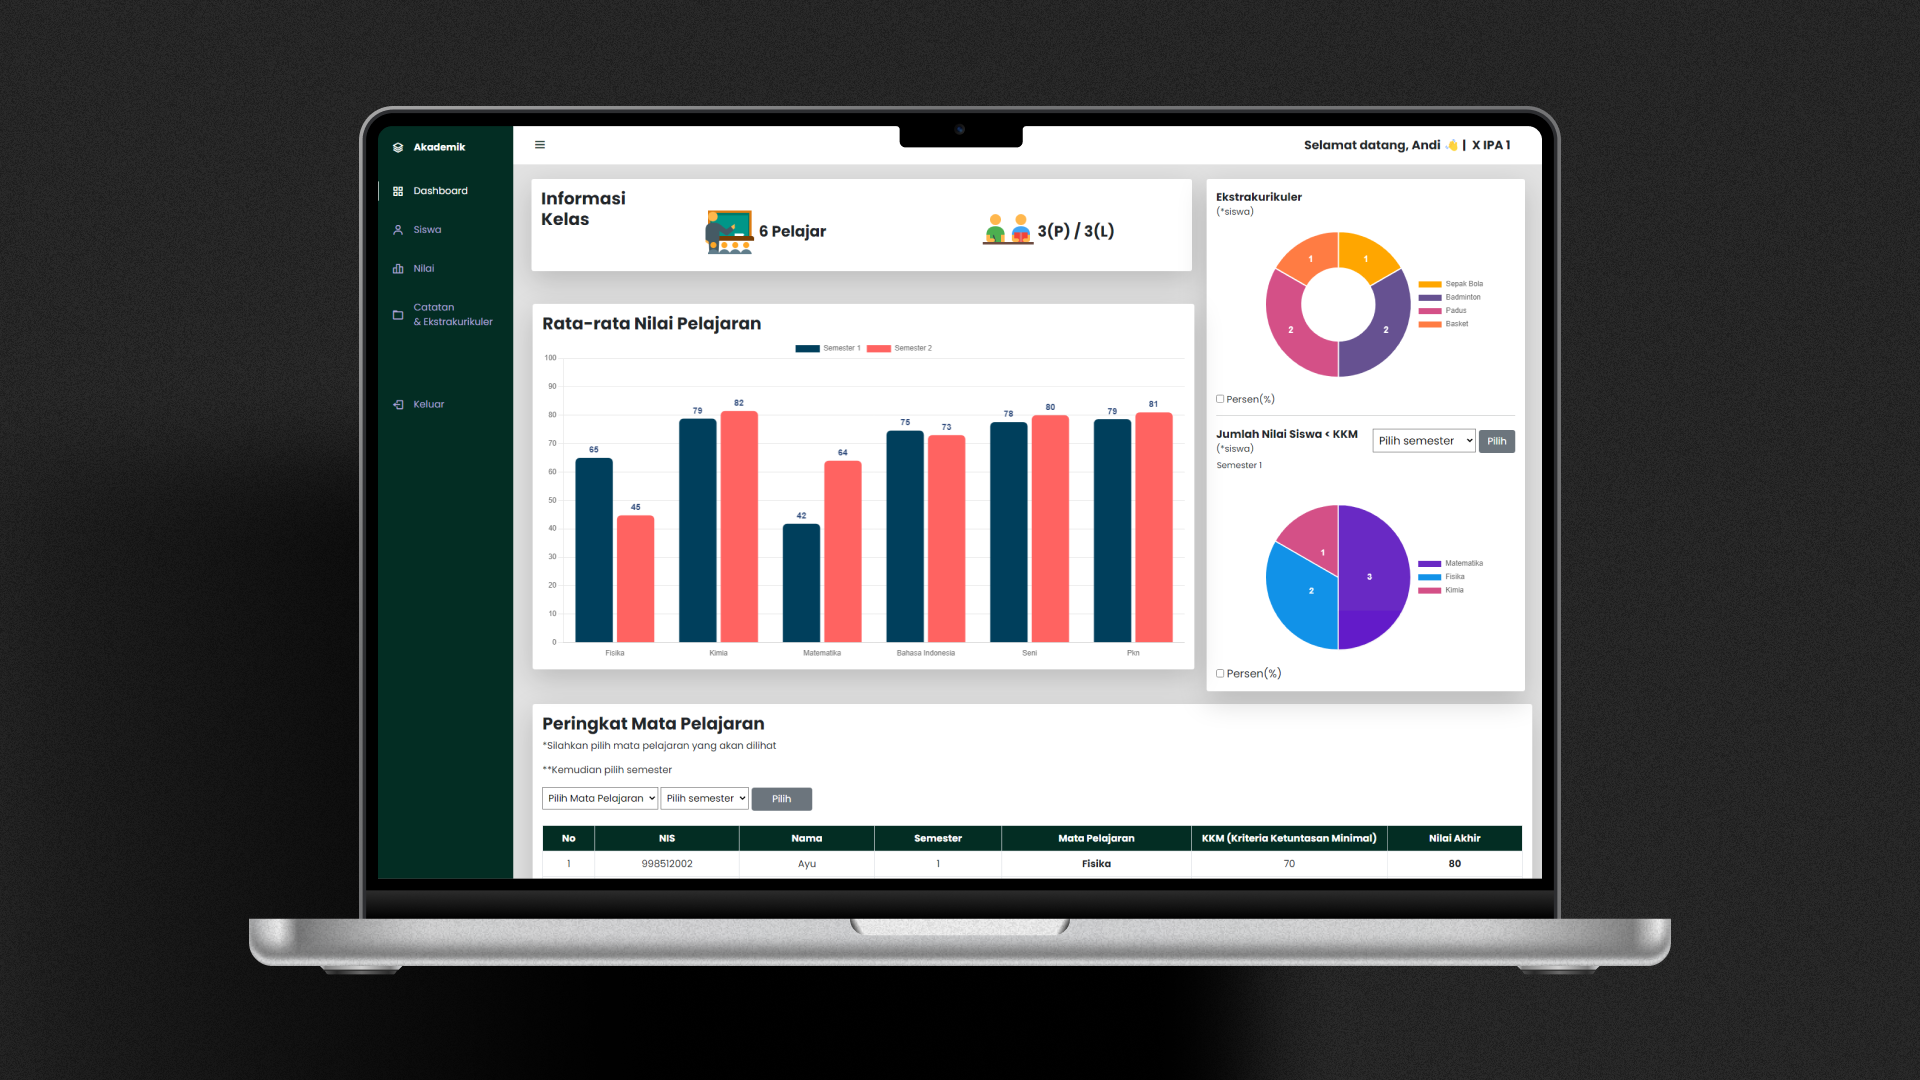 Akademik
Dashboard
Siswa
Nilai
Catatan
& Ekstrakurikuler
Keluar
Selamat datang, Andi 👋 | X IPA 1
Informasi
Kelas
6 Pelajar
3(P) / 3(L)
Rata-rata Nilai Pelajaran
Semester 1 Semester 2
100
90
80
70
60
50
40
30
20
10
0
65 45 79 82 42 64 75 73 78 80 79 81
Fisika Kimia Matematika Bahasa Indonesia Seni Pkn
Ekstrakurikuler
(*siswa)
1 1
2 2
Sepak Bola
Badminton
Padus
Basket
Persen(%)
Jumlah Nilai Siswa < KKM
(*siswa)
Pilih semester Pilih
Semester 1
1
3
2
Matematika
Fisika
Kimia
Persen(%)
Peringkat Mata Pelajaran
*Silahkan pilih mata pelajaran yang akan dilihat
**Kemudian pilih semester
Pilih Mata Pelajaran Pilih semester Pilih
No NIS Nama Semester Mata Pelajaran KKM (Kriteria Ketuntasan Minimal) Nilai Akhir
1 998512002 Ayu 1 Fisika 70 80